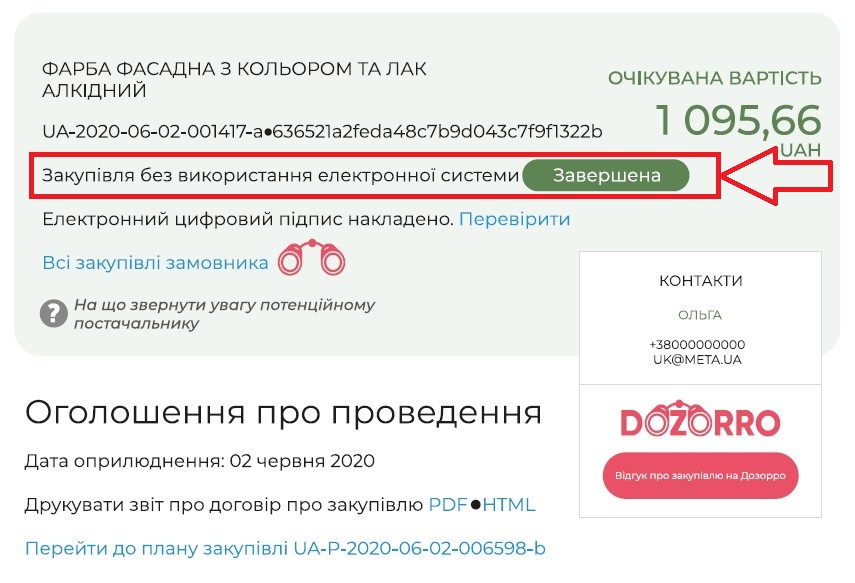 ФАРБА ФАСАДНА З КОЛЬОРОМ ТА ЛАК
АЛКІДНИЙ
ОЧІКУВАНА ВАРТІСТЬ
1 095,66
UAH
UA-2020-06-02-001417-a●636521a2feda48c7b9d043c7f9f1322b
Закупівля без використання електронної системи Завершена
Електронний цифровий підпис накладено. Перевірити
Всі закупівлі замовника
? На що звернути увагу потенційному
постачальнику
КОНТАКТИ
ОЛЬГА
+38000000000
UK@META.UA
DOZORRO
Відгук про закупівлю на Дозорро
Оголошення про проведення
Дата оприлюднення: 02 червня 2020
Друкувати звіт про договір про закупівлю PDF●HTML
Перейти до плану закупівлі UA-P-2020-06-02-006598-b